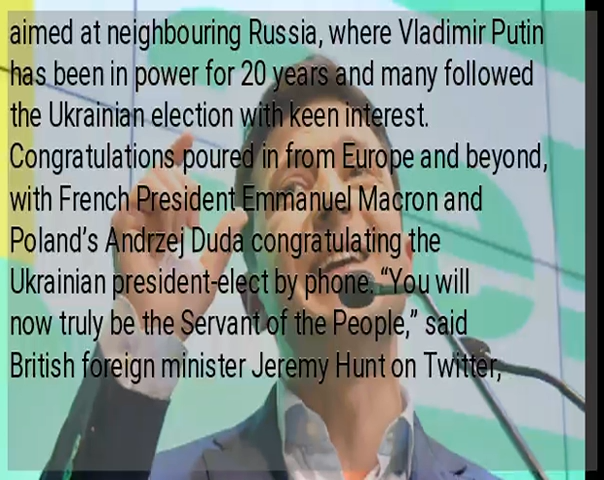 aimed at neighbouring Russia, where Vladimir Putin
has been in power for 20 years and many followed
the Ukrainian election with keen interest.
Congratulations poured in from Europe and beyond,
with French President Emmanuel Macron and
Poland’s Andrzej Duda congratulating the
Ukrainian president-elect by phone. “You will
now truly be the Servant of the People,” said
British foreign minister Jeremy Hunt on Twitter,